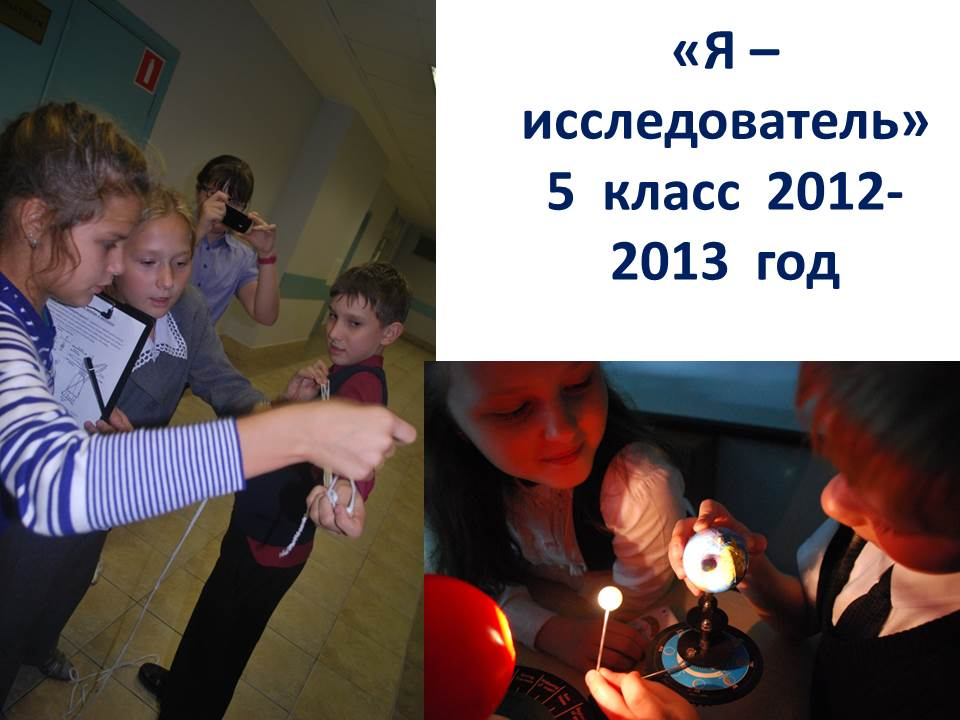 «Я –
исследователь»
5 класс 2012-
2013 год